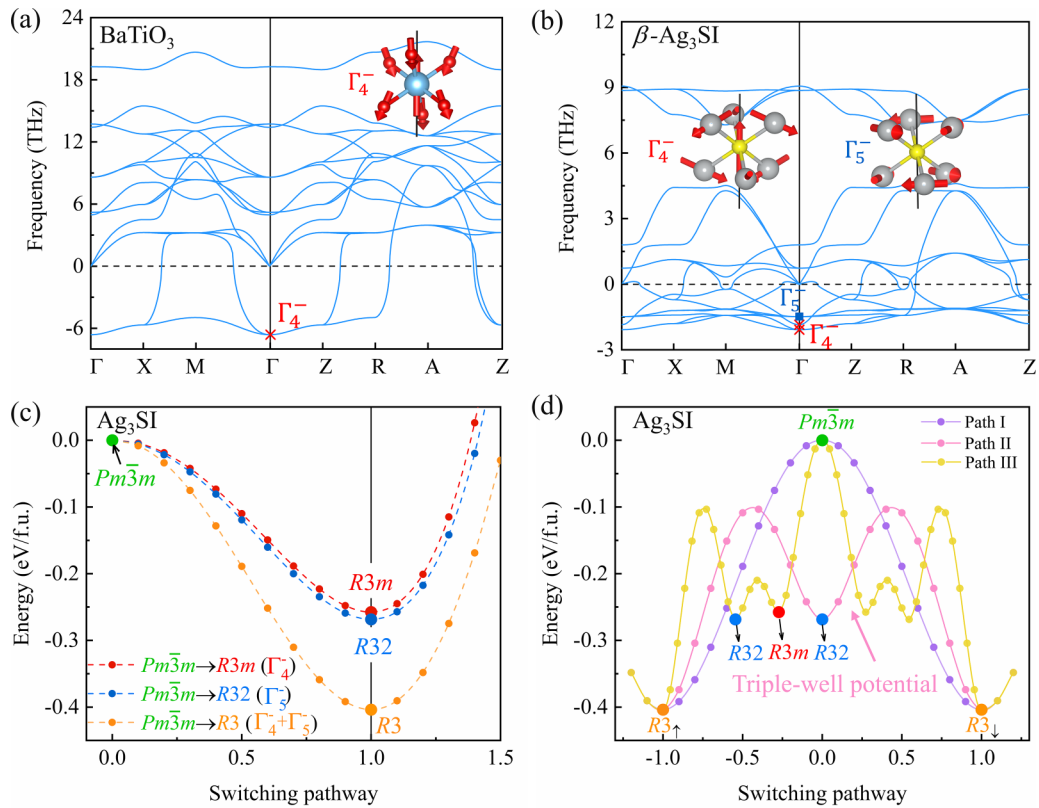 (a)
BaTiO₃
Γ₄⁻
Γ₄⁻
Frequency (THz)
24
18
12
6
0
-6
Γ X M Γ Z R A Z
(b)
β-Ag₃SI
Γ₄⁻
Γ₅⁻
Γ₅⁻
Γ₄⁻
Frequency (THz)
12
9
6
3
0
-3
Γ X M Γ Z R A Z
(c)
Ag₃SI
Pm3̅m
R3m
R32
R3
Pm3̅m→R3m (Γ₄⁻)
Pm3̅m→R32 (Γ₅⁻)
Pm3̅m→R3 (Γ₄⁻+Γ₅⁻)
Energy (eV/f.u.)
0.0
-0.1
-0.2
-0.3
-0.4
0.0 0.5 1.0 1.5
Switching pathway
(d)
Ag₃SI
Pm3̅m
Path I
Path II
Path III
R32 R3m R32
Triple-well potential
R3↑
R3↓
Energy (eV/f.u.)
0.0
-0.1
-0.2
-0.3
-0.4
-1.0 -0.5 0.0 0.5 1.0
Switching pathway